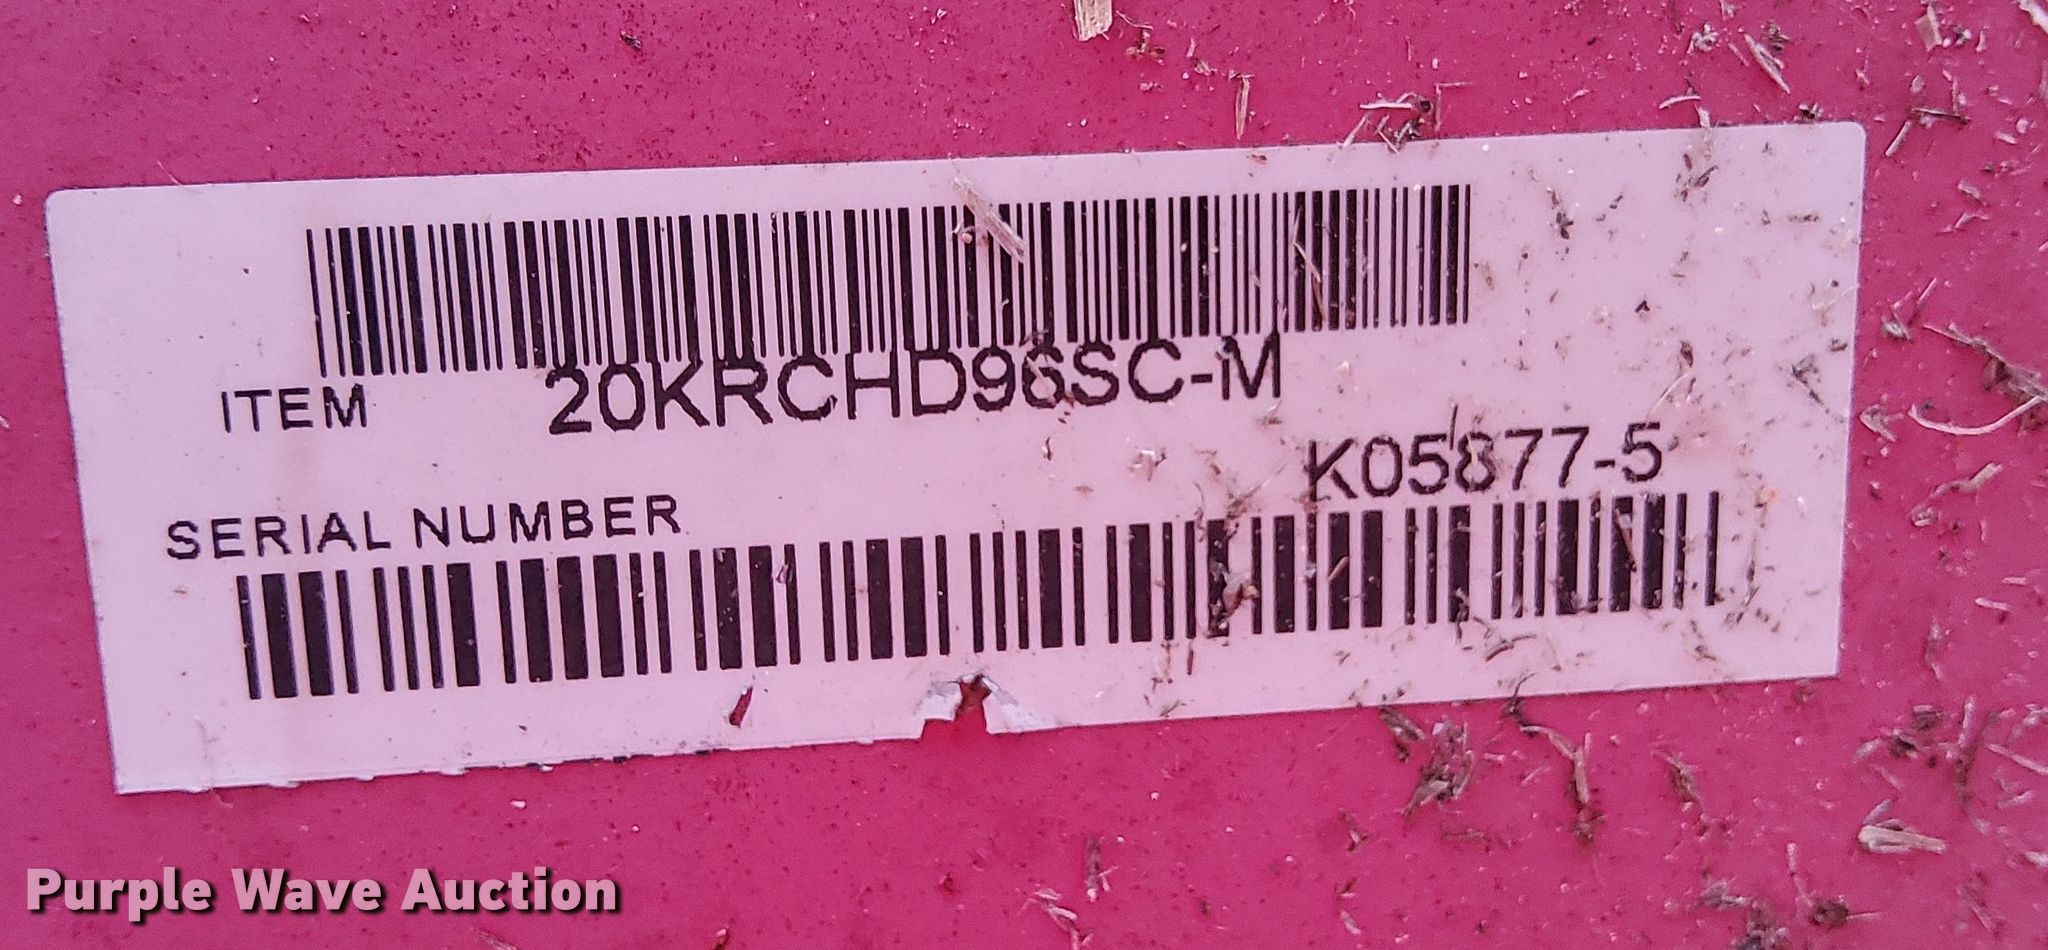 ITEM 20KRCHD96SC-M
K05877-5
SERIAL NUMBER
Purple Wave Auction